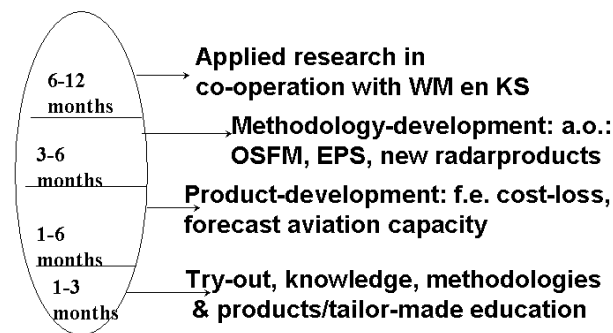 6-12
months
Applied research in
co-operation with WM en KS
3-6
months
Methodology-development: a.o.:
OSFM, EPS, new radarproducts
1-6
months
Product-development: f.e. cost-loss,
forecast aviation capacity
1-3
months
Try-out, knowledge, methodologies
& products/tailor-made education